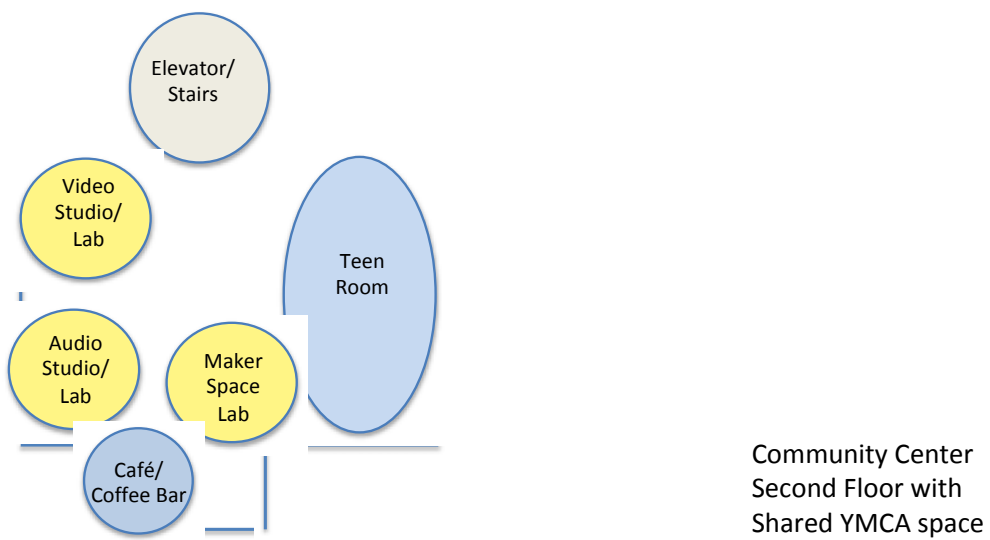 Elevator/
Stairs
Video
Studio/
Lab
Teen
Room
Audio
Studio/
Lab
Maker
Space
Lab
Café/
Coffee Bar
Community Center
Second Floor with
Shared YMCA space